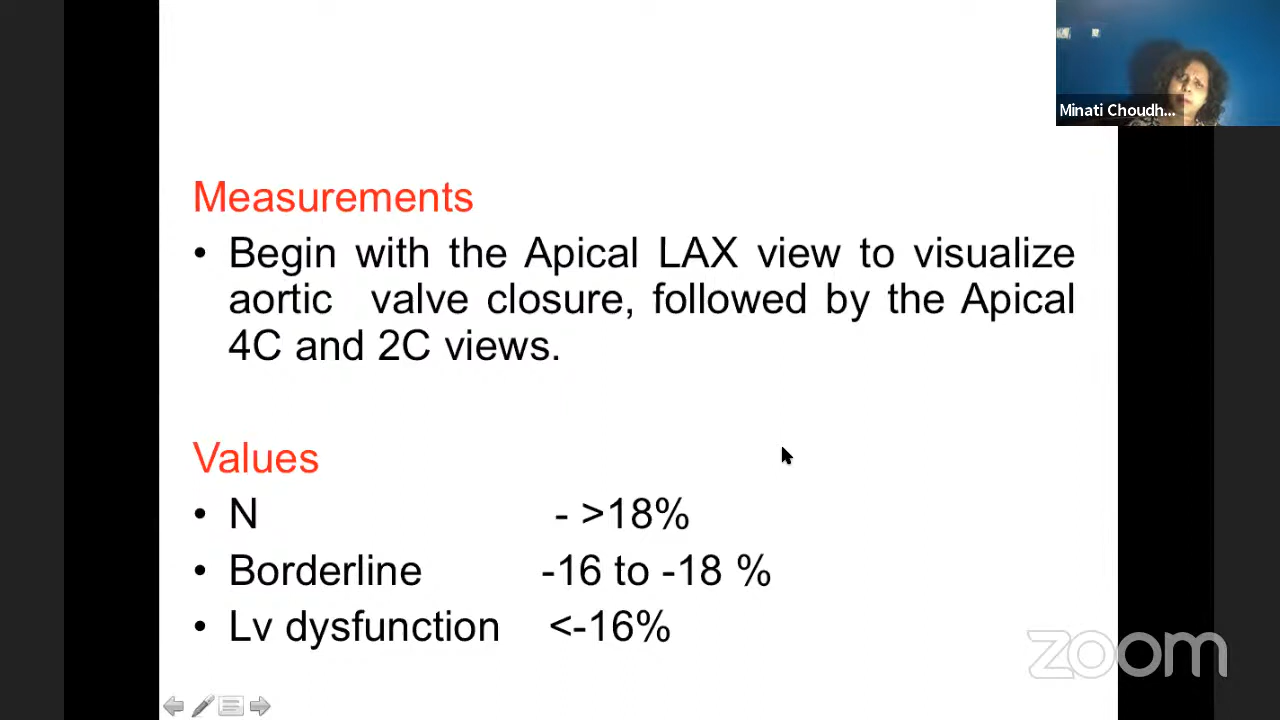 Minati Choudh...
Measurements
• Begin with the Apical LAX view to visualize
aortic valve closure, followed by the Apical
4C and 2C views.
Values
• N - >18%
• Borderline -16 to -18 %
• Lv dysfunction <-16%
zoom